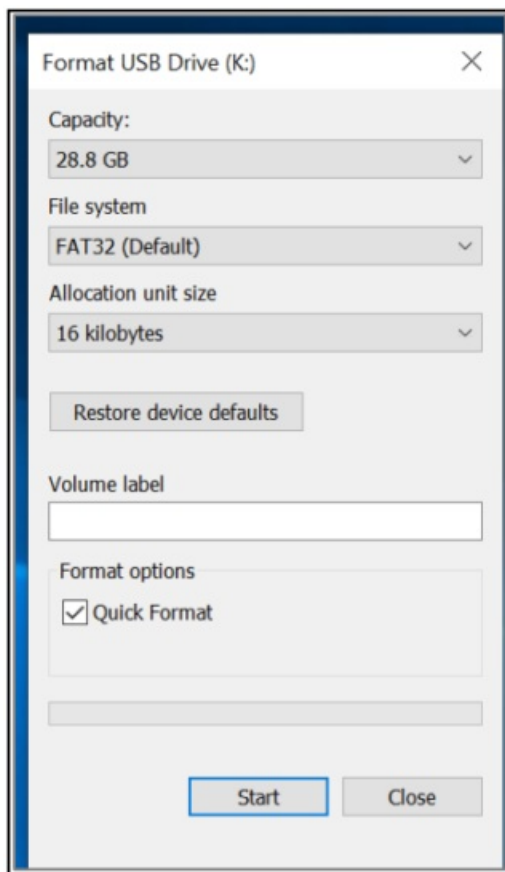 Format USB Drive (K:)
Capacity:
28.8 GB
File system
FAT32 (Default)
Allocation unit size
16 kilobytes
Restore device defaults
Volume label
Format options
Quick Format
Start
Close